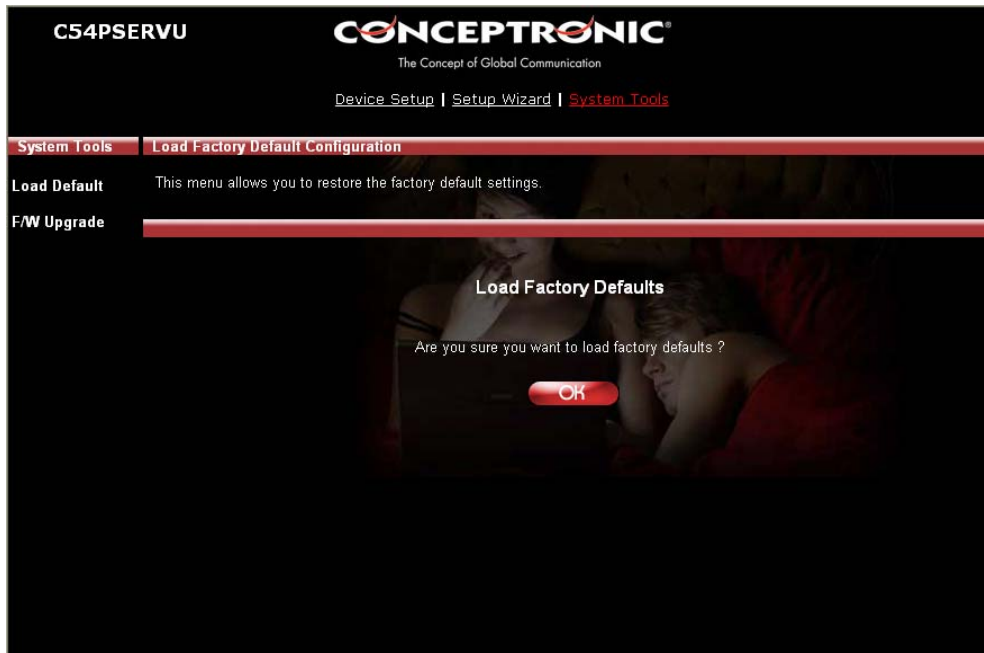 C54PSERVU
CONCEPTRONIC®
The Concept of Global Communication
Device Setup | Setup Wizard | System Tools
System Tools
Load Factory Default Configuration
Load Default
This menu allows you to restore the factory default settings.
F/W Upgrade
Load Factory Defaults
Are you sure you want to load factory defaults ?
OK